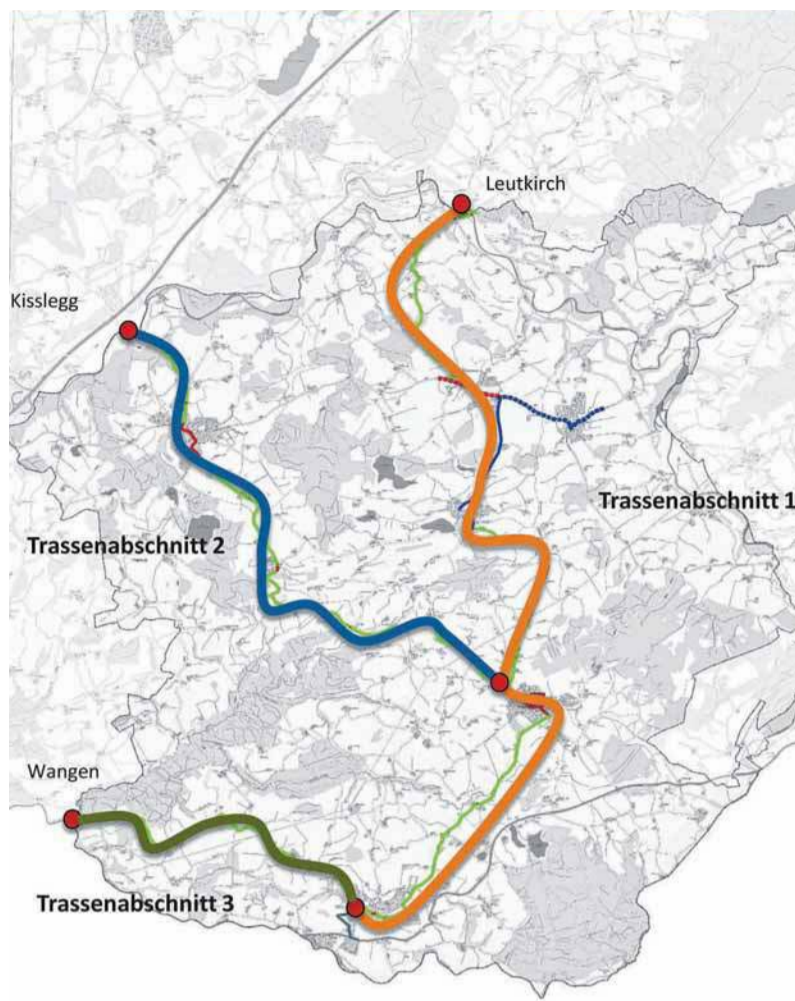 Leutkirch
Kisslegg
Trassenabschnitt 1
Trassenabschnitt 2
Wangen
Trassenabschnitt 3